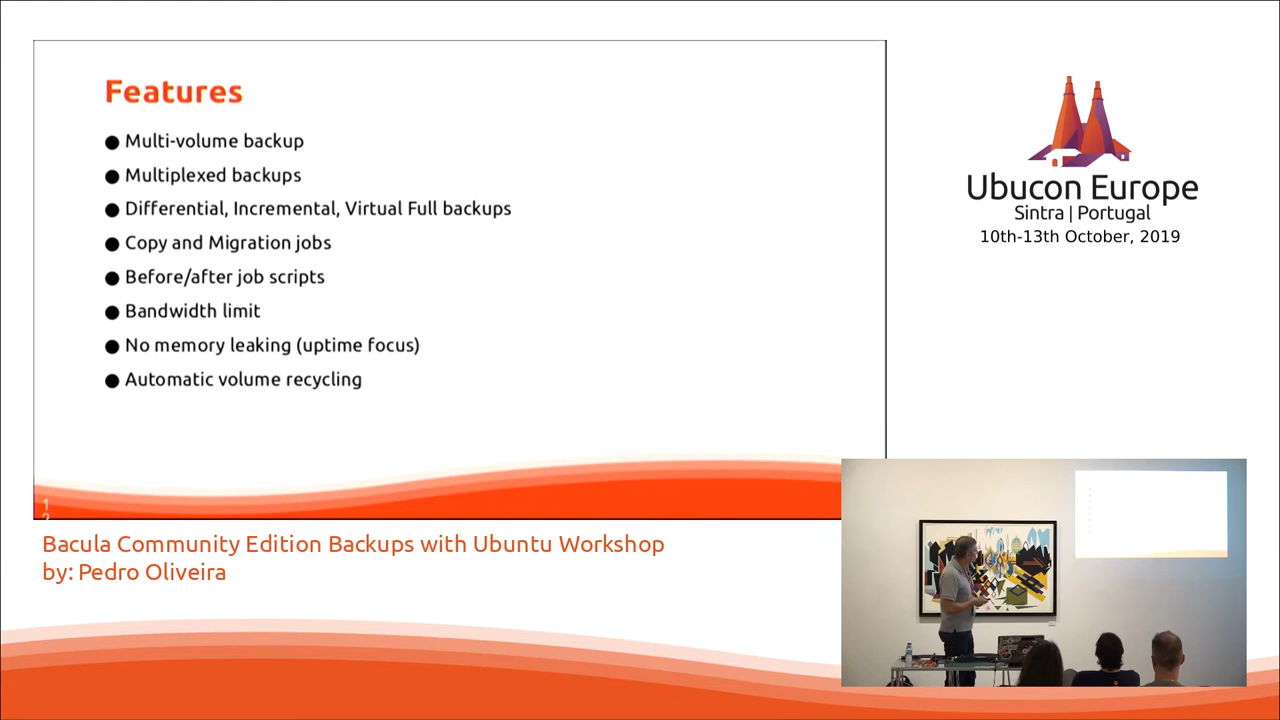 Features
Multi-volume backup
Multiplexed backups
Differential, Incremental, Virtual Full backups
Copy and Migration jobs
Before/after job scripts
Bandwidth limit
No memory leaking (uptime focus)
Automatic volume recycling
1
Bacula Community Edition Backups with Ubuntu Workshop
by: Pedro Oliveira
Ubucon Europe
Sintra | Portugal
10th-13th October, 2019